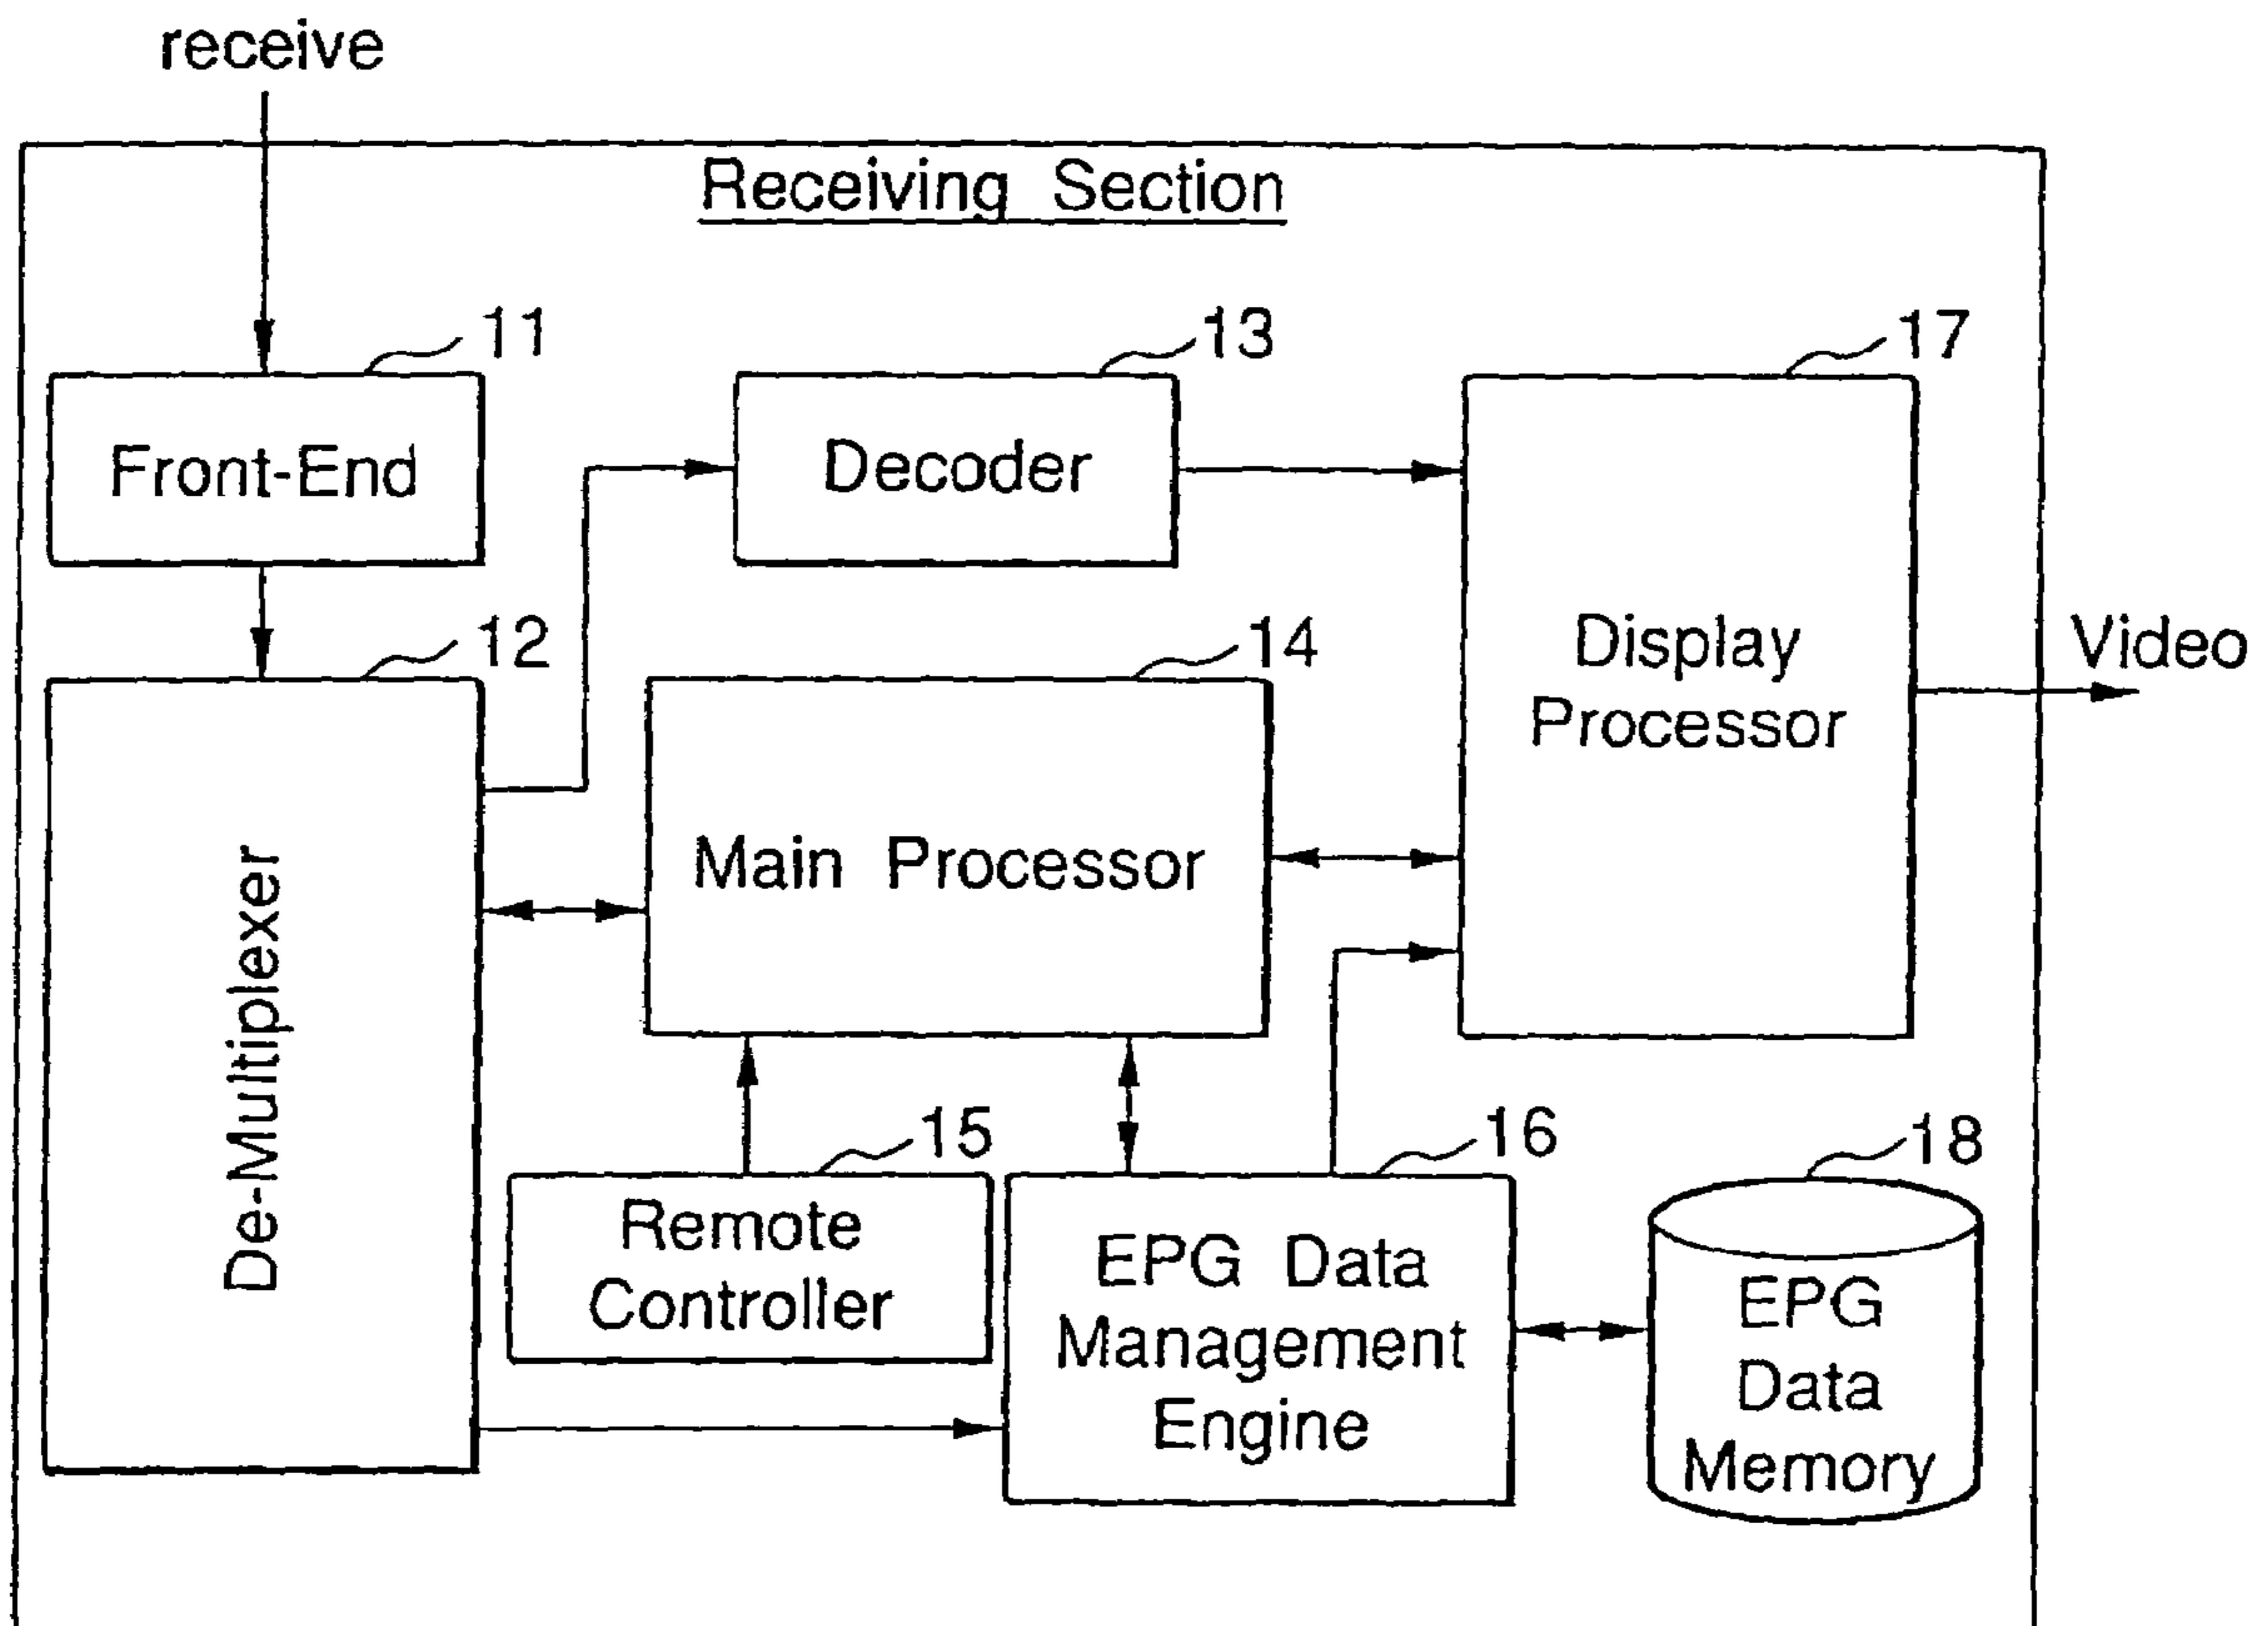 receive
Receiving Section
11
Front-End
13
Decoder
17
Display
Processor
Video
12
De-Multiplexer
14
Main Processor
15
Remote
Controller
16
EPG Data
Management
Engine
18
EPG
Data
Memory